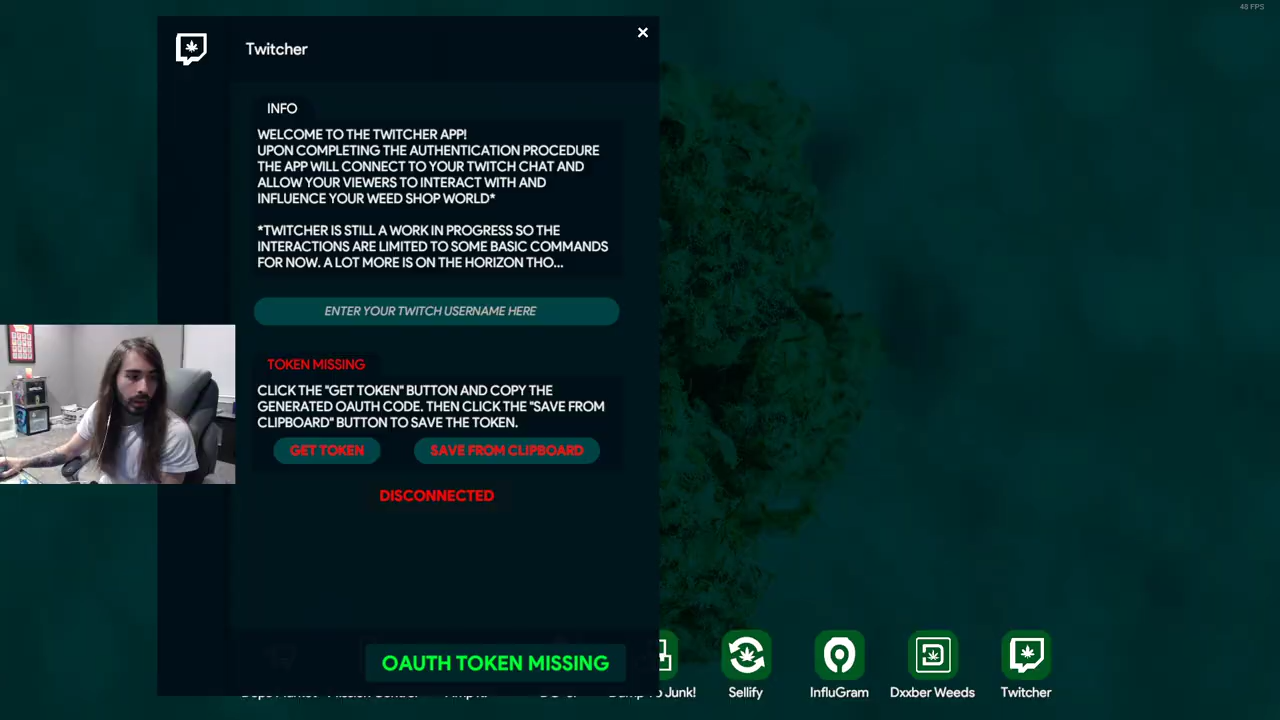 48 FPS
Twitcher
×
INFO
WELCOME TO THE TWITCHER APP!
UPON COMPLETING THE AUTHENTICATION PROCEDURE
THE APP WILL CONNECT TO YOUR TWITCH CHAT AND
ALLOW YOUR VIEWERS TO INTERACT WITH AND
INFLUENCE YOUR WEED SHOP WORLD*
*TWITCHER IS STILL A WORK IN PROGRESS SO THE
INTERACTIONS ARE LIMITED TO SOME BASIC COMMANDS
FOR NOW. A LOT MORE IS ON THE HORIZON THO...
ENTER YOUR TWITCH USERNAME HERE
TOKEN MISSING
CLICK THE "GET TOKEN" BUTTON AND COPY THE
GENERATED OAUTH CODE. THEN CLICK THE "SAVE FROM
CLIPBOARD" BUTTON TO SAVE THE TOKEN.
GET TOKEN
SAVE FROM CLIPBOARD
DISCONNECTED
OAUTH TOKEN MISSING
Sellify
InfluGram
Dxxber Weeds
Twitcher